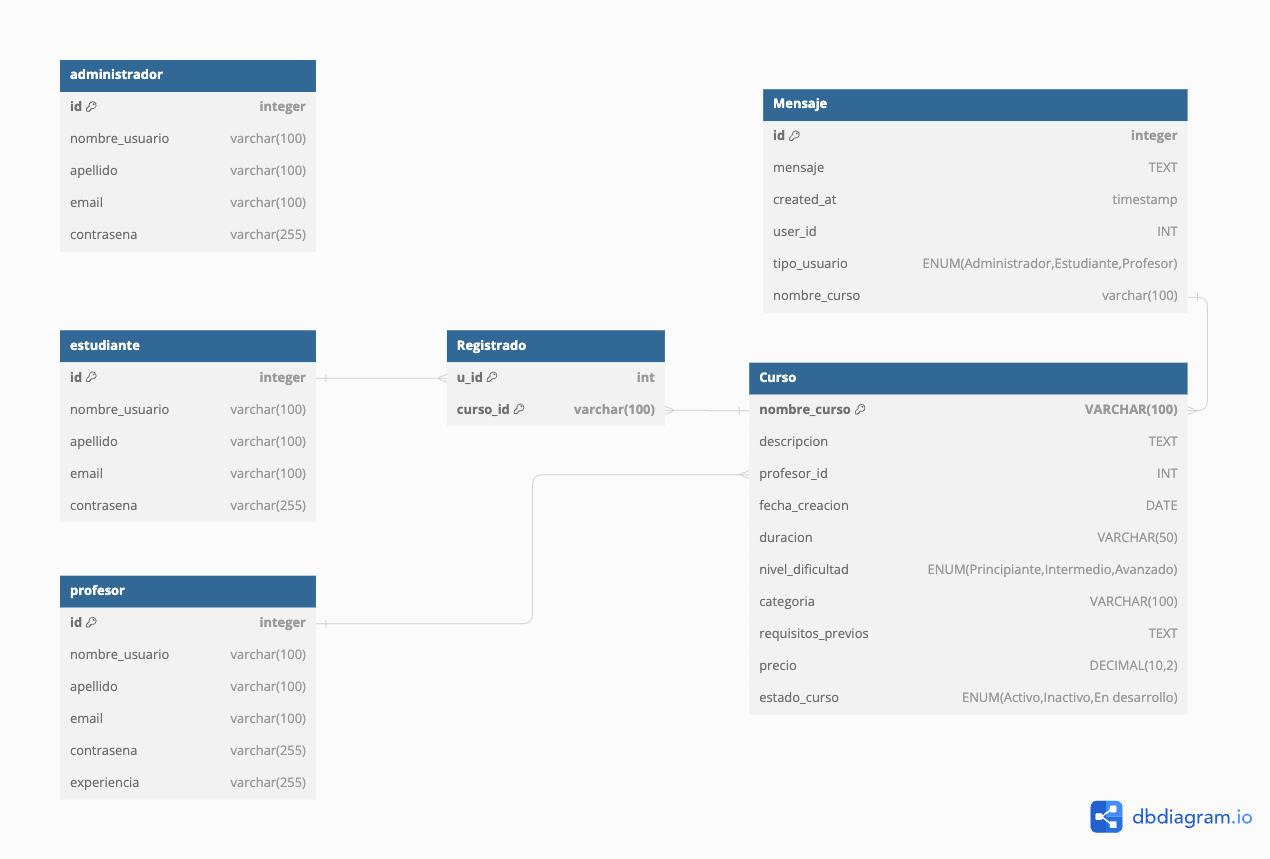 administrador
id integer
nombre_usuario varchar(100)
apellido varchar(100)
email varchar(100)
contrasena varchar(255)
Mensaje
id integer
mensaje TEXT
created_at timestamp
user_id INT
tipo_usuario ENUM(Administrador,Estudiante,Profesor)
nombre_curso varchar(100)
estudiante
id integer
nombre_usuario varchar(100)
apellido varchar(100)
email varchar(100)
contrasena varchar(255)
Registrado
u_id int
curso_id varchar(100)
Curso
nombre_curso VARCHAR(100)
descripcion TEXT
profesor_id INT
fecha_creacion DATE
duracion VARCHAR(50)
nivel_dificultad ENUM(Principiante,Intermedio,Avanzado)
categoria VARCHAR(100)
requisitos_previos TEXT
precio DECIMAL(10,2)
estado_curso ENUM(Activo,Inactivo,En desarrollo)
profesor
id integer
nombre_usuario varchar(100)
apellido varchar(100)
email varchar(100)
contrasena varchar(255)
experiencia varchar(255)
dbdiagram.io